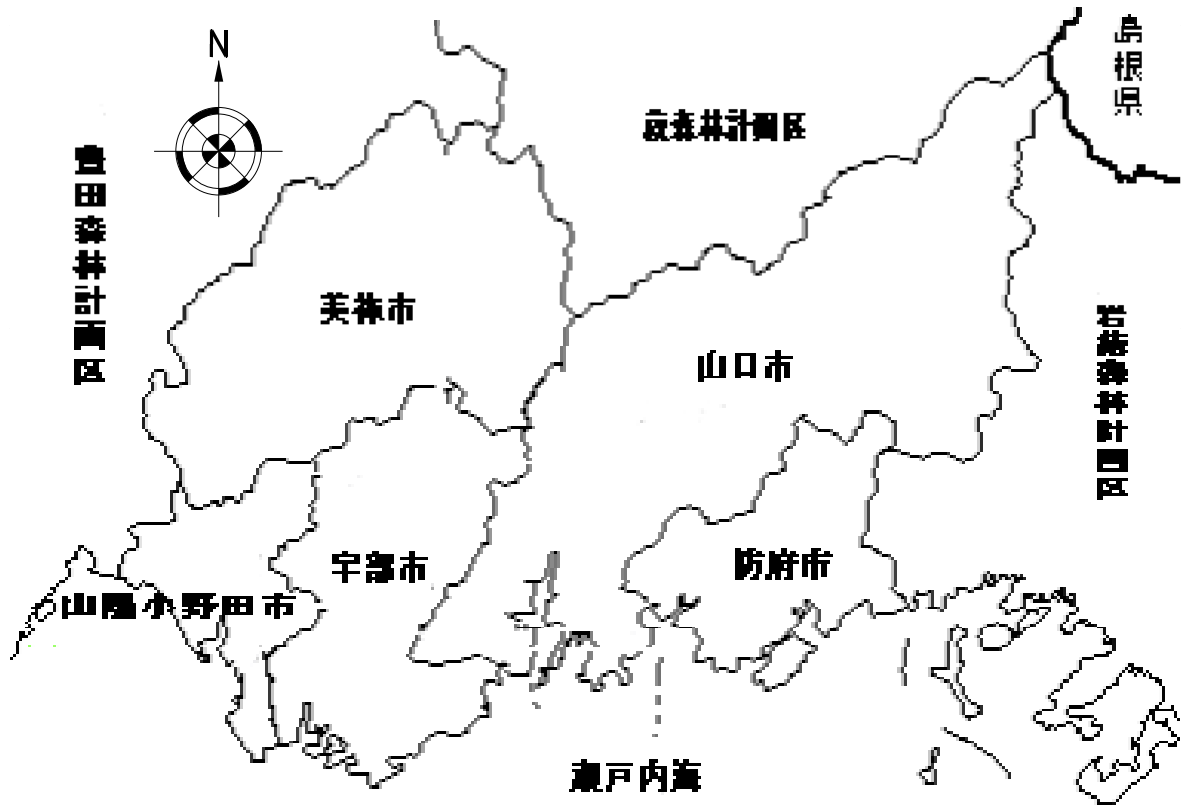 N
島根県
萩森林計画区
豊田森林計画区
美祢市
岩徳森林計画区
山口市
宇部市
防府市
山陽小野田市
瀬戸内海